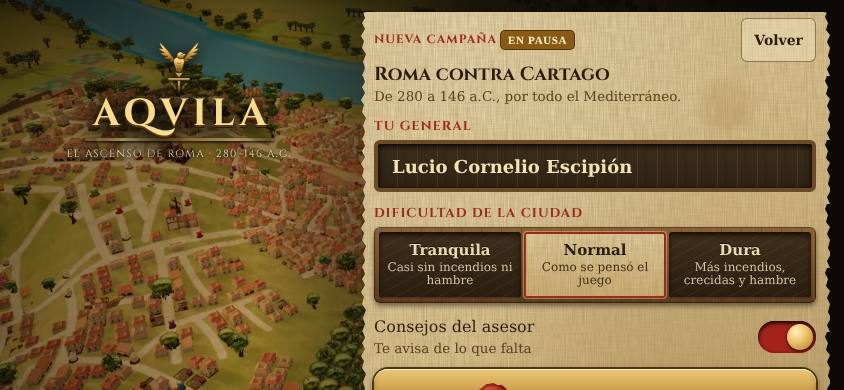 AQVILA
EL ASCENSO DE ROMA · 280-146 A.C.
NUEVA CAMPAÑA EN PAUSA
Volver
ROMA CONTRA CARTAGO
De 280 a 146 a.C., por todo el Mediterráneo.
TU GENERAL
Lucio Cornelio Escipión
DIFICULTAD DE LA CIUDAD
Tranquila
Casi sin incendios ni
hambre
Normal
Como se pensó el
juego
Dura
Más incendios,
crecidas y hambre
Consejos del asesor
Te avisa de lo que falta